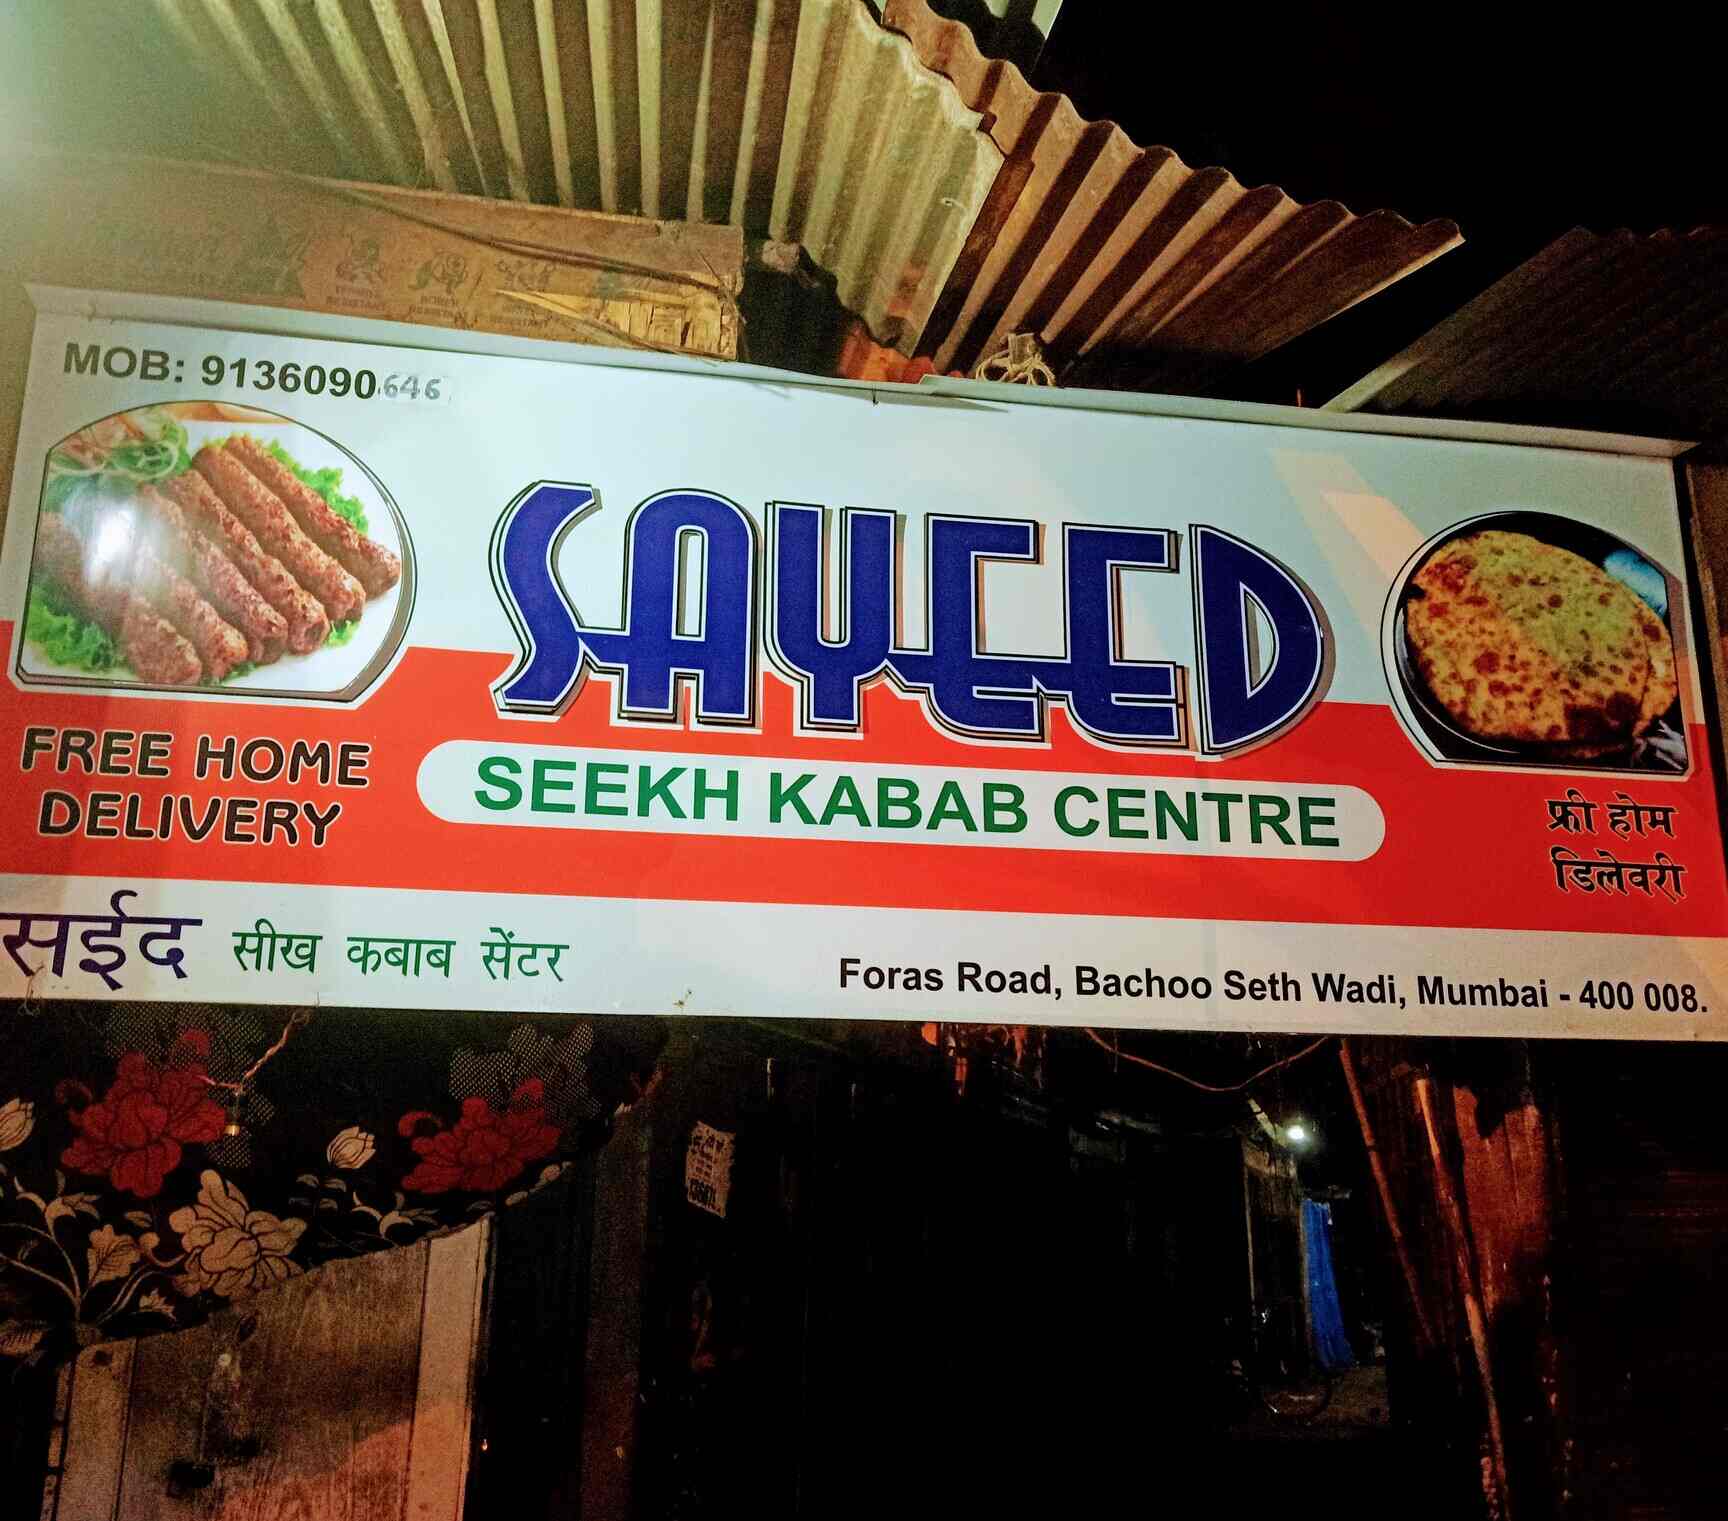 MOB: 9136090646
SAYEED
SEEKH KABAB CENTRE
FREE HOME
DELIVERY
फ्री होम
डिलेवरी
सईद सीख कबाब सेंटर
Foras Road, Bachoo Seth Wadi, Mumbai - 400 008.